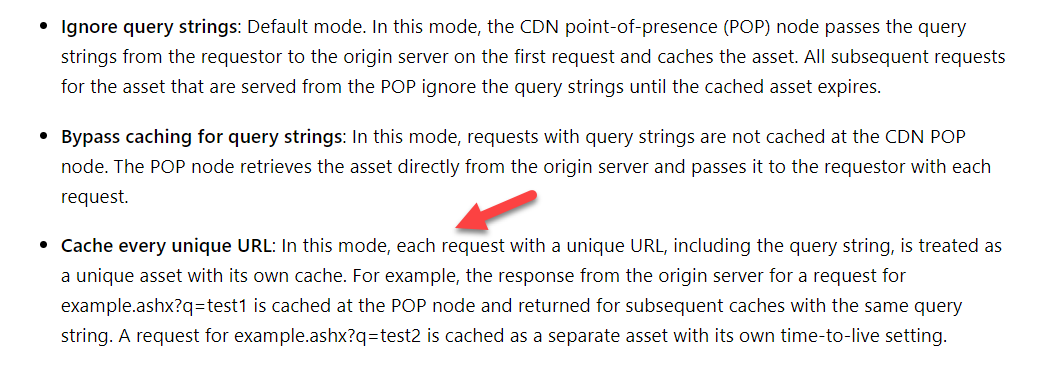 • Ignore query strings: Default mode. In this mode, the CDN point-of-presence (POP) node passes the query
strings from the requestor to the origin server on the first request and caches the asset. All subsequent requests
for the asset that are served from the POP ignore the query strings until the cached asset expires.
• Bypass caching for query strings: In this mode, requests with query strings are not cached at the CDN POP
node. The POP node retrieves the asset directly from the origin server and passes it to the requestor with each
request.
• Cache every unique URL: In this mode, each request with a unique URL, including the query string, is treated as
a unique asset with its own cache. For example, the response from the origin server for a request for
example.ashx?q=test1 is cached at the POP node and returned for subsequent caches with the same query
string. A request for example.ashx?q=test2 is cached as a separate asset with its own time-to-live setting.